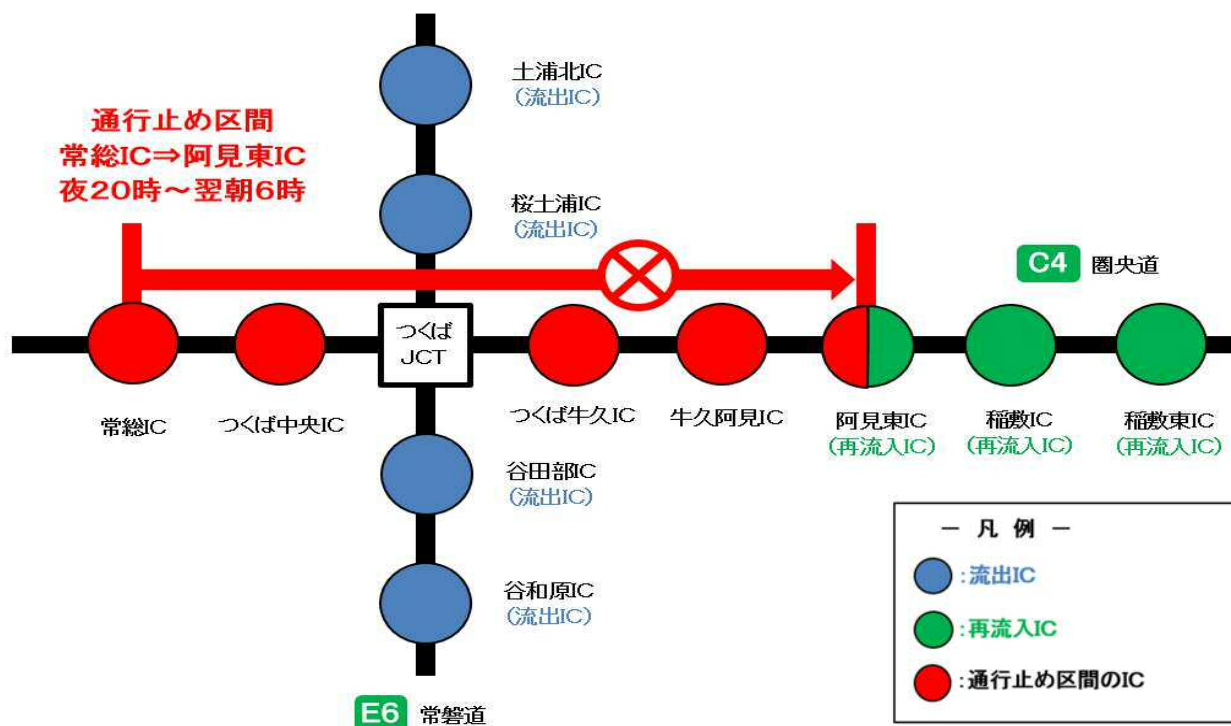 土浦北IC
(流出IC)
通行止め区間
常総IC⇒阿見東IC
夜20時~翌朝6時
桜土浦IC
(流出IC)
C4 圏央道
つくば
JCT
常総IC
つくば中央IC
つくば牛久IC
牛久阿見IC
阿見東IC
(再流入IC)
稲敷IC
(再流入IC)
稲敷東IC
(再流入IC)
谷田部IC
(流出IC)
谷和原IC
(流出IC)
E6 常磐道
- 凡 例 -
:流出IC
:再流入IC
:通行止め区間のIC